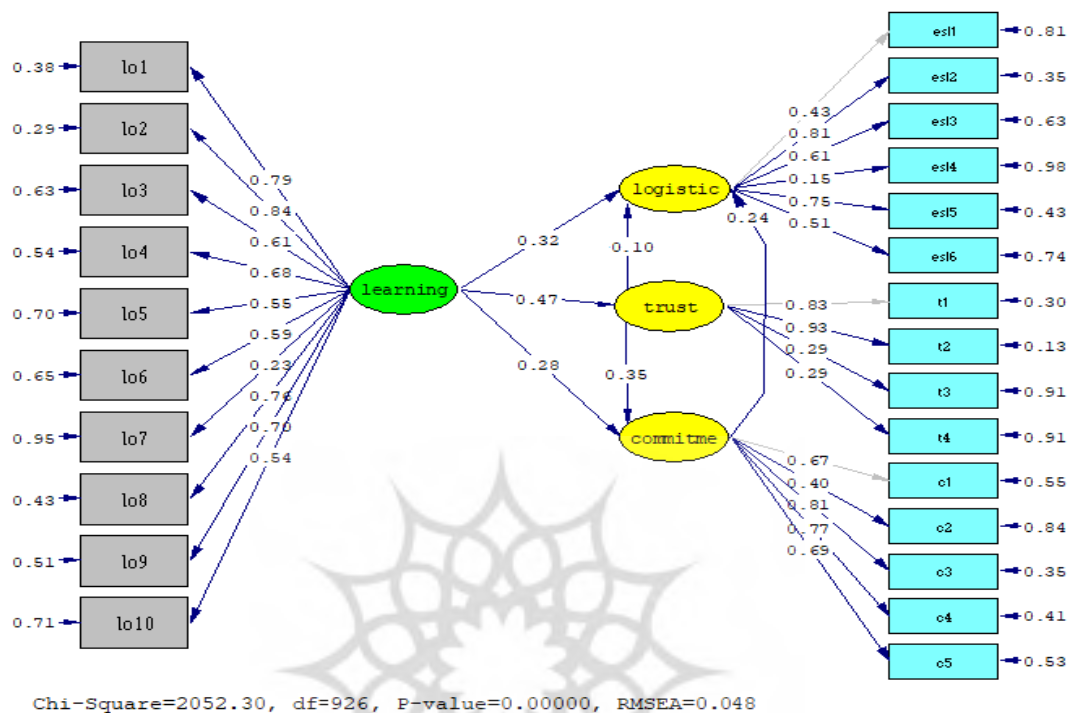 0.38
lo1
0.29
lo2
0.63
lo3
0.54
lo4
0.70
lo5
0.65
lo6
0.95
lo7
0.43
lo8
0.51
lo9
0.71
lo10
0.79
0.84
0.61
0.68
0.55
0.59
0.23
0.76
0.70
0.54
learning
0.32
0.47
0.28
logistic
0.10
trust
0.35
commitme
0.24
0.43
0.81
0.61
0.15
0.75
0.51
0.83
0.93
0.29
0.29
0.67
0.40
0.81
0.77
0.69
esl1
0.81
esl2
0.35
esl3
0.63
esl4
0.98
esl5
0.43
esl6
0.74
t1
0.30
t2
0.13
t3
0.91
t4
0.91
c1
0.55
c2
0.84
c3
0.35
c4
0.41
c5
0.53
Chi-Square=2052.30, df=926, P-value=0.00000, RMSEA=0.048